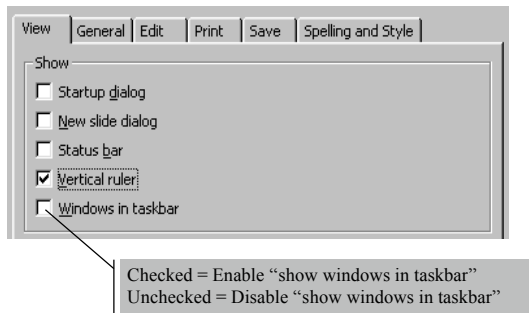 View General Edit Print Save Spelling and Style
Show
Startup dialog
New slide dialog
Status bar
Vertical ruler
Windows in taskbar
Checked = Enable “show windows in taskbar”
Unchecked = Disable “show windows in taskbar”